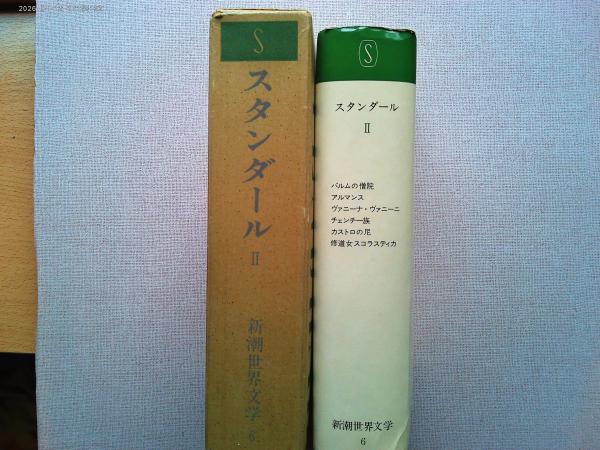 S
スタンダール
II
新潮世界文学
6
S
スタンダール
II
パルムの僧院
アルマンス
ヴァニーナ・ヴァニーニ
チェンチ一族
カストロの尼
修道女スコラスティカ
新潮世界文学
6